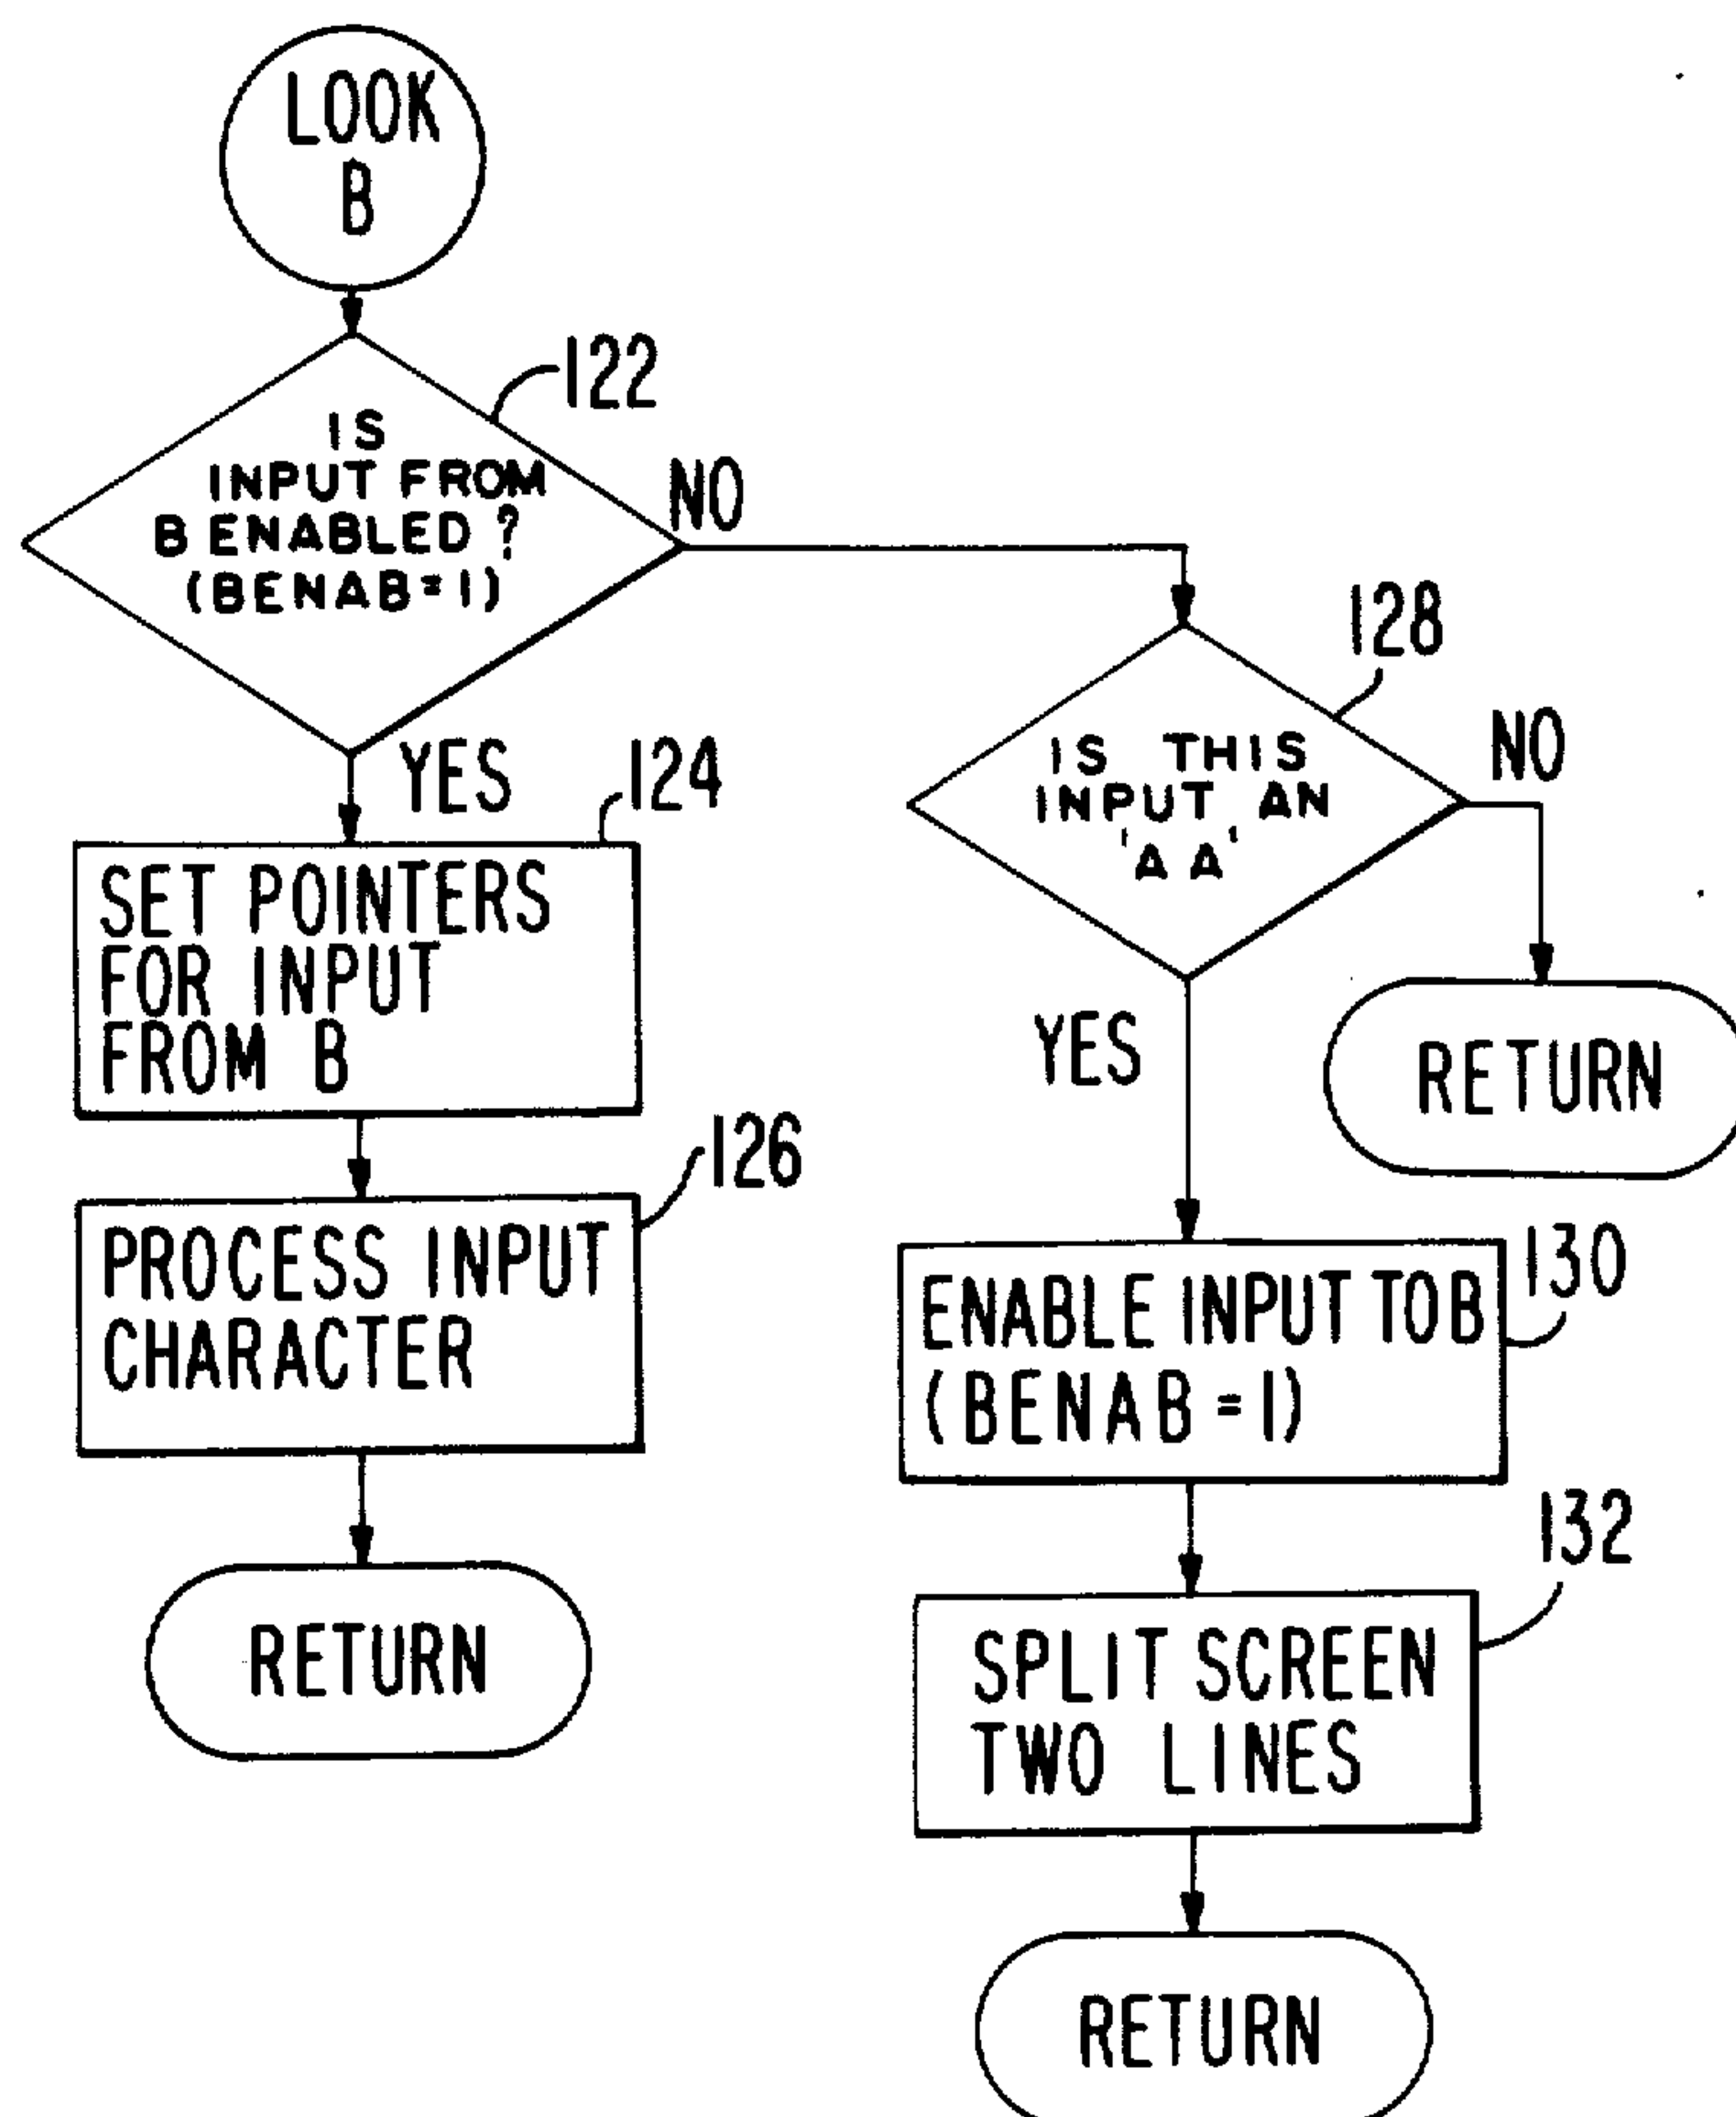 LOOK
B
122
IS
INPUT FROM
B ENABLED?
(BENAB=1)
NO
YES
124
SET POINTERS
FOR INPUT
FROM B
126
PROCESS INPUT
CHARACTER
RETURN
128
IS THIS
INPUT AN
'AA'
NO
RETURN
YES
130
ENABLE INPUT TO B
(BENAB=1)
132
SPLIT SCREEN
TWO LINES
RETURN